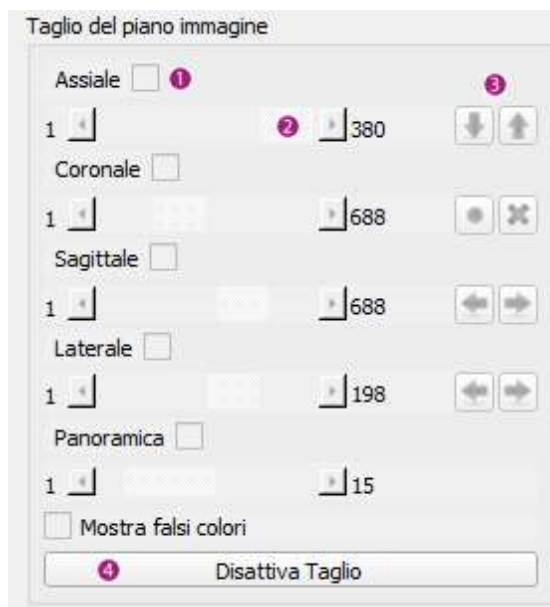 Taglio del piano immagine
Assiale 1
3
1 2 380
Coronale
1 688
Sagittale
1 688
Laterale
1 198
Panoramica
1 15
Mostra falsi colori
4 Disattiva Taglio